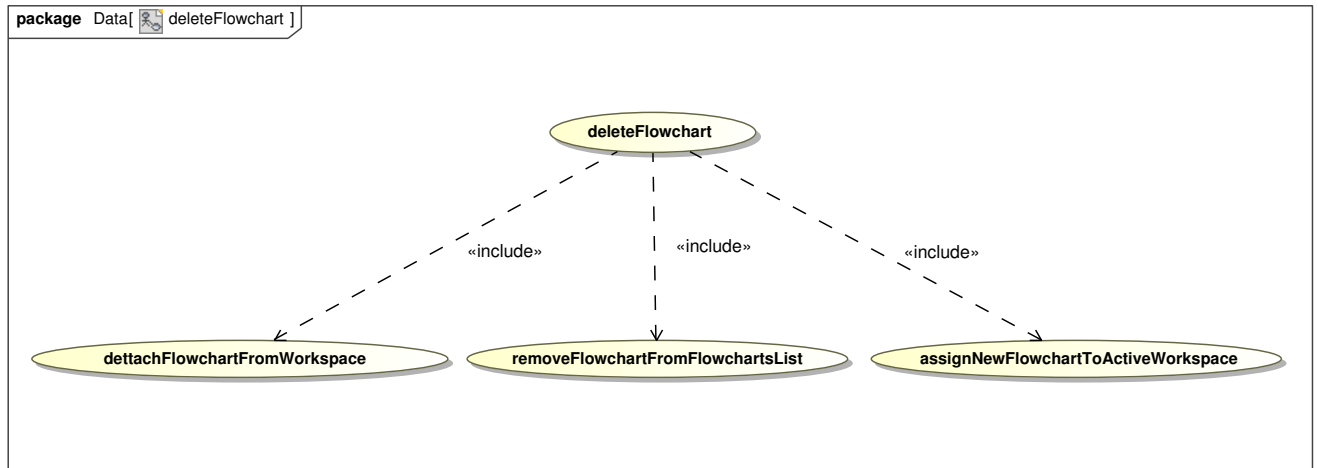 package Data[ deleteFlowchart ]
deleteFlowchart
«include»
«include»
«include»
dettachFlowchartFromWorkspace
removeFlowchartFromFlowchartsList
assignNewFlowchartToActiveWorkspace